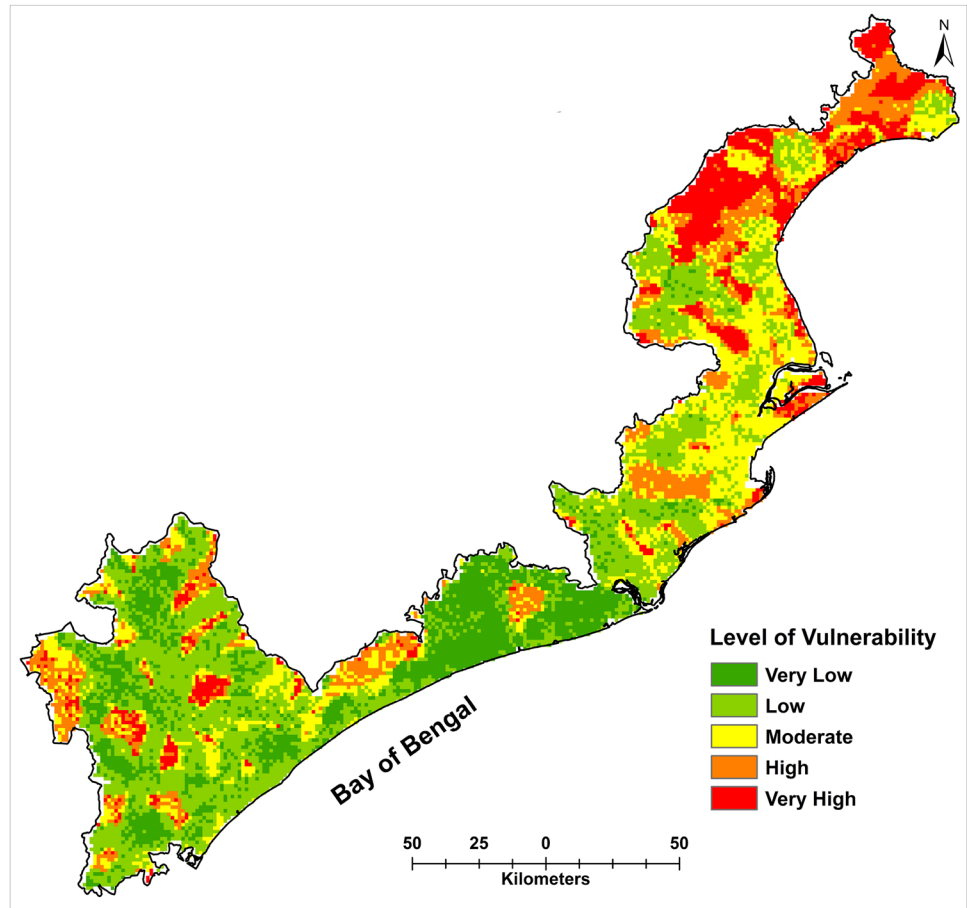 N
Level of Vulnerability
Very Low
Low
Moderate
High
Very High
Bay of Bengal
50 25 0 50
Kilometers